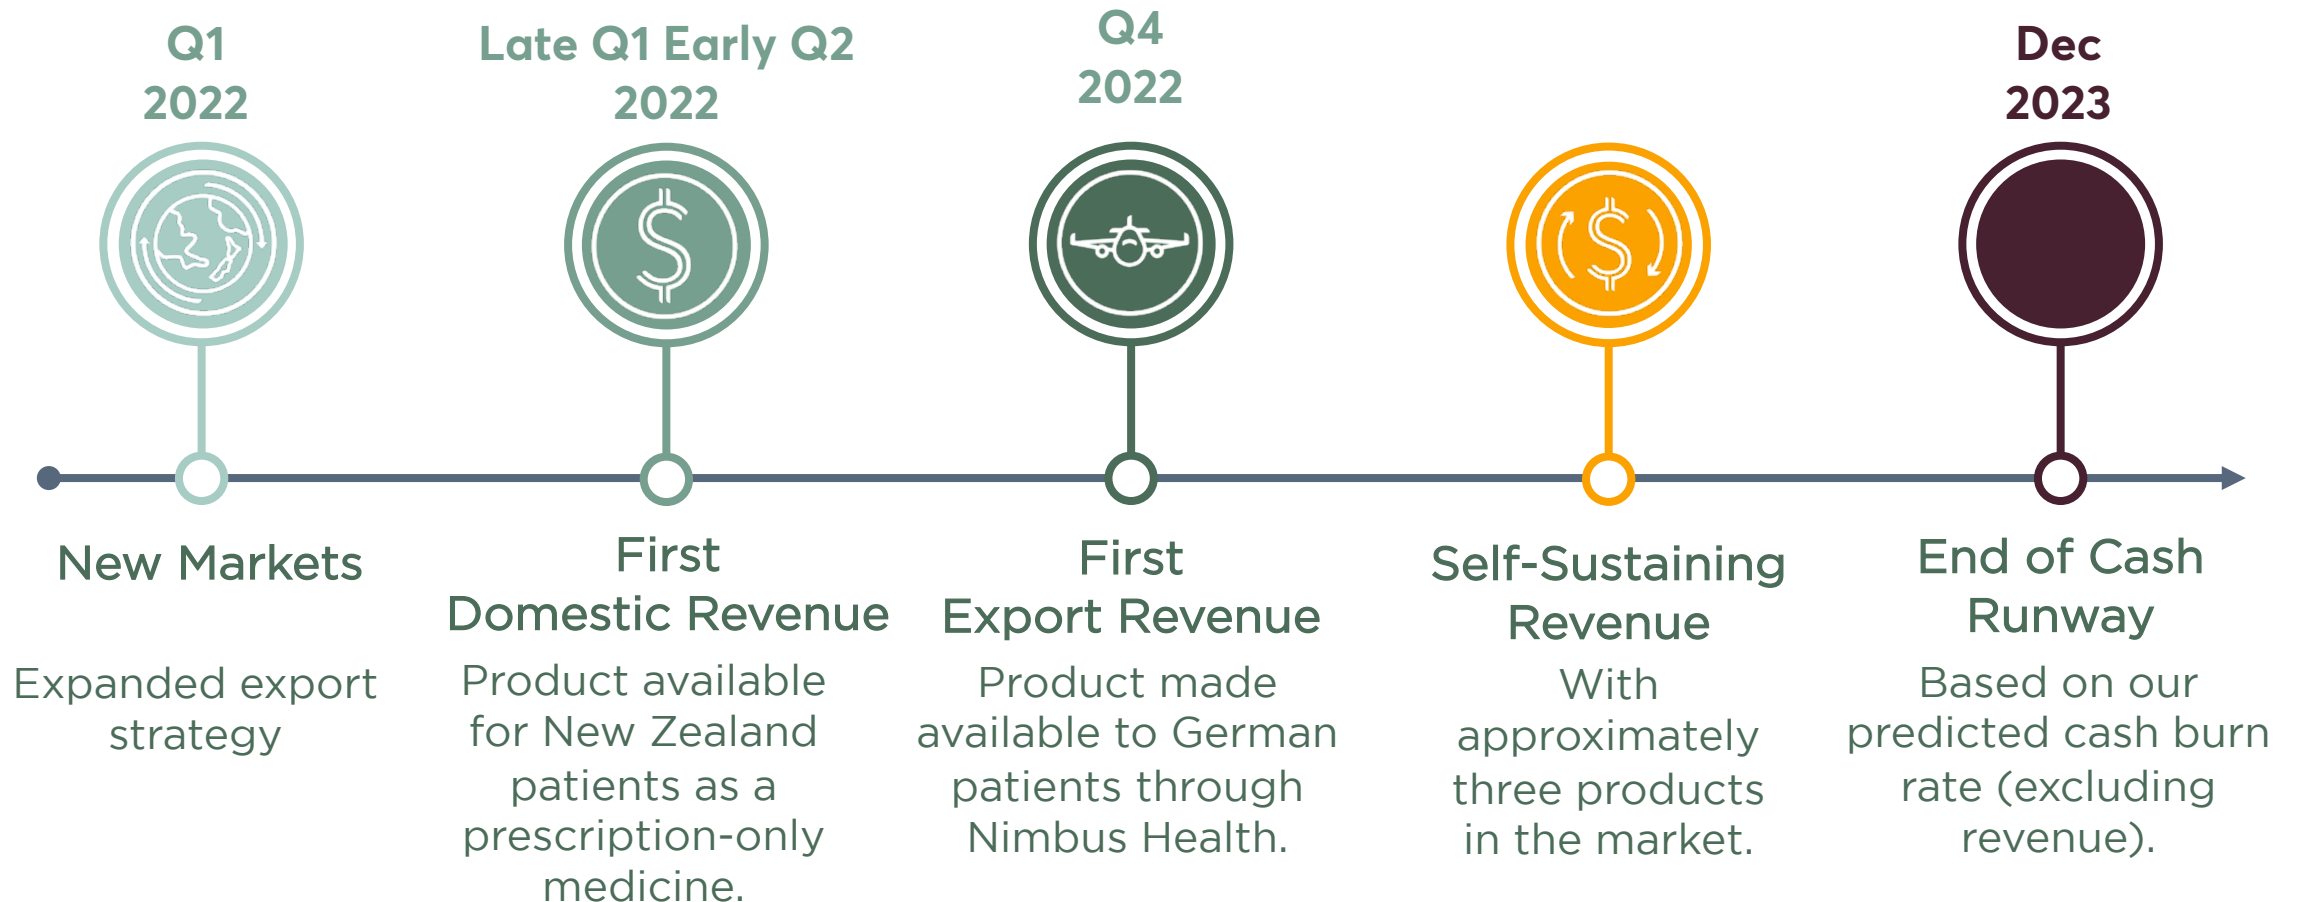 Q1
2022
New Markets
Expanded export
strategy
Late Q1 Early Q2
2022
First
Domestic Revenue
Product available
for New Zealand
patients as a
prescription-only
medicine.
Q4
2022
First
Export Revenue
Product made
available to German
patients through
Nimbus Health.
Self-Sustaining
Revenue
With
approximately
three products
in the market.
Dec
2023
End of Cash
Runway
Based on our
predicted cash burn
rate (excluding
revenue).